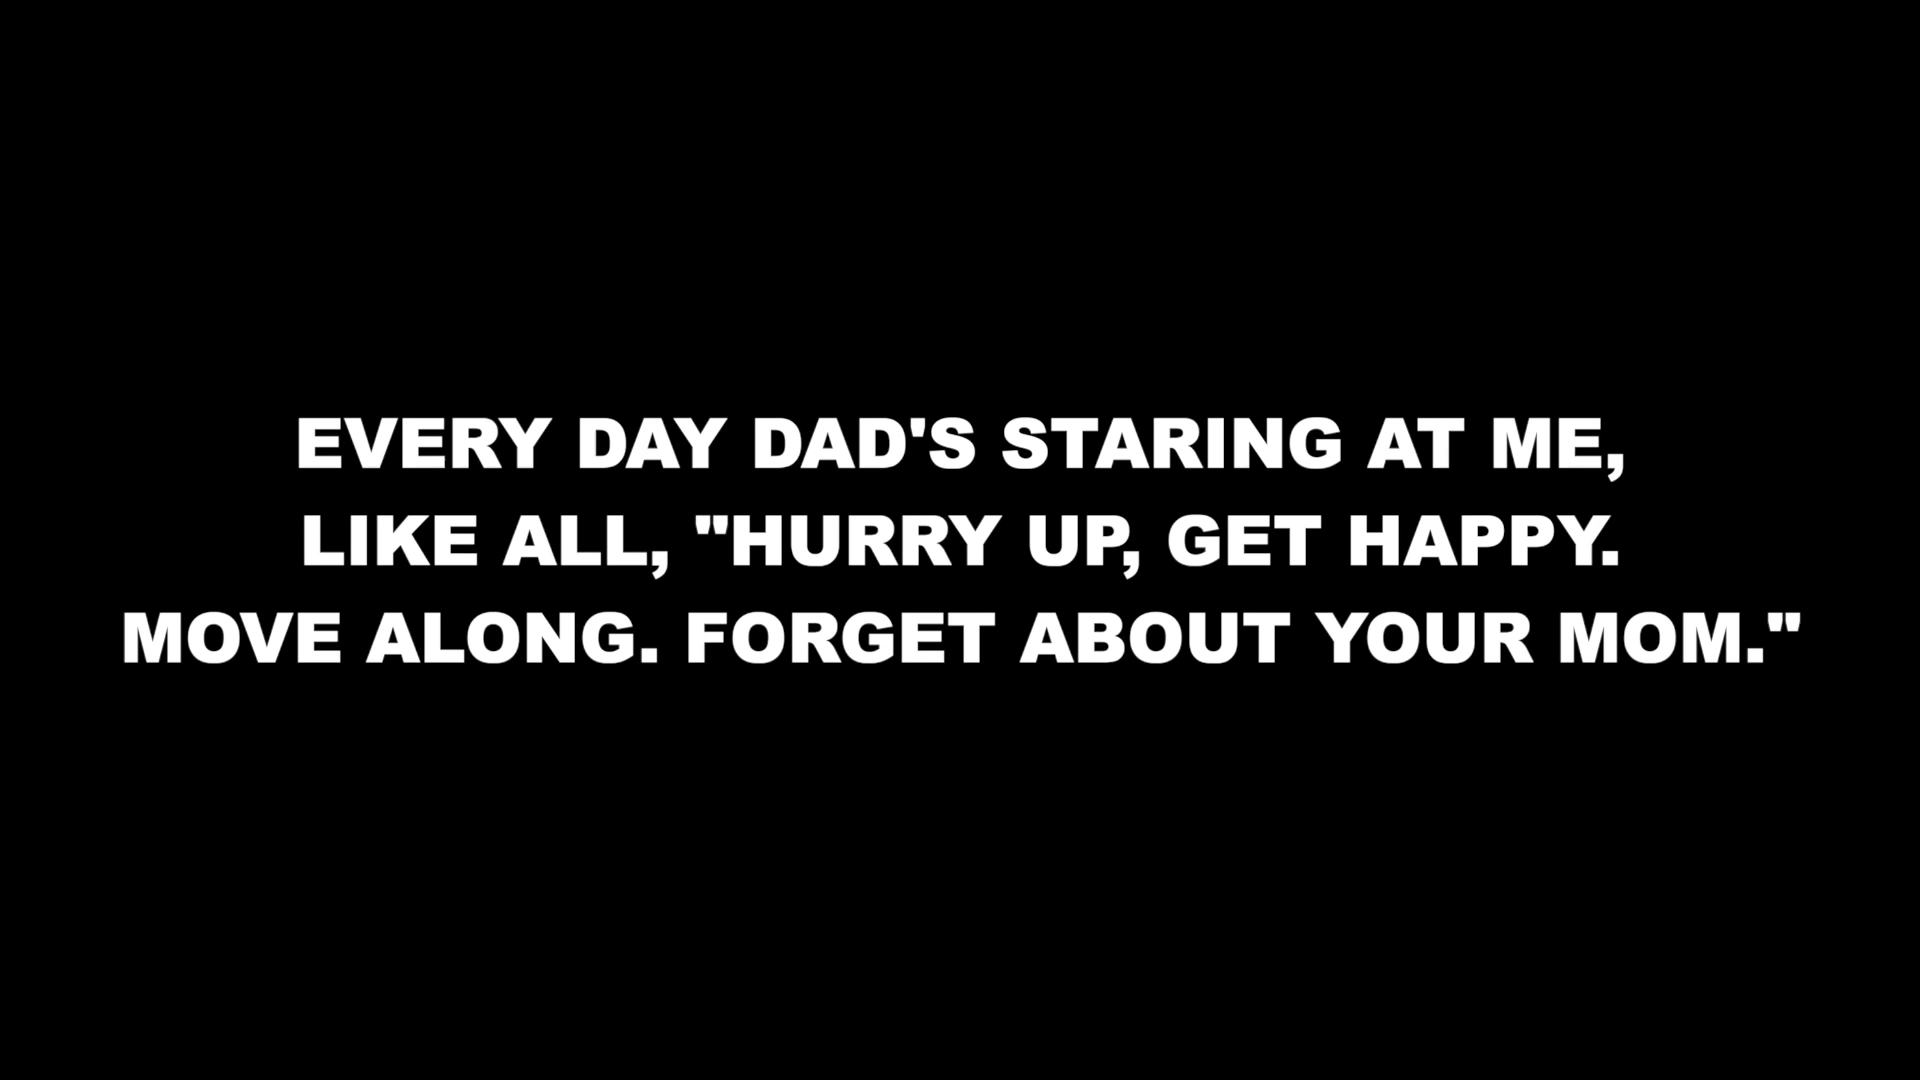 EVERY DAY DAD'S STARING AT ME,
LIKE ALL, "HURRY UP, GET HAPPY.
MOVE ALONG. FORGET ABOUT YOUR MOM."